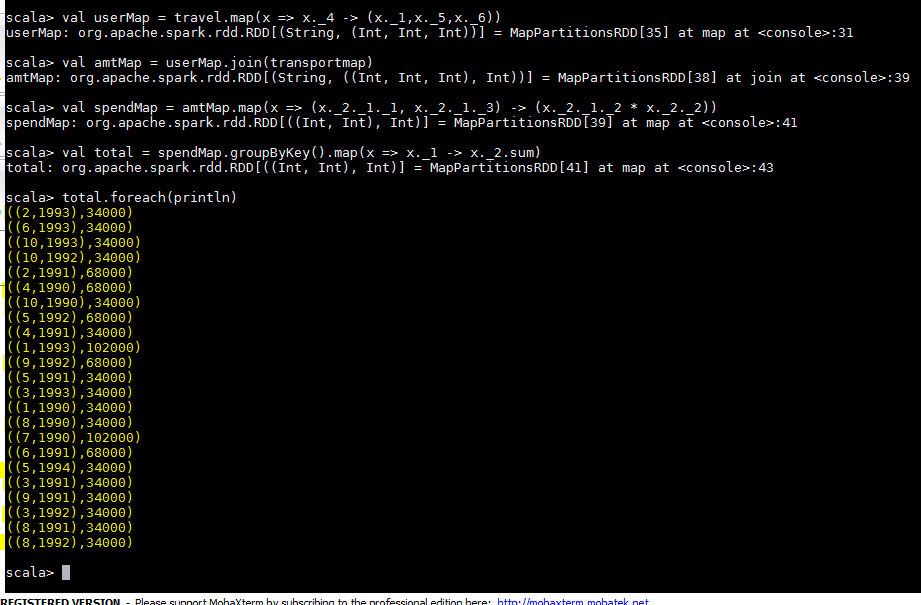 scala> val userMap = travel.map(x => x._4 -> (x._1,x._5,x._6))
userMap: org.apache.spark.rdd.RDD[(String, (Int, Int, Int))] = MapPartitionsRDD[35] at map at <console>:31
scala> val amtMap = userMap.join(transportmap)
amtMap: org.apache.spark.rdd.RDD[(String, ((Int, Int, Int), Int))] = MapPartitionsRDD[38] at join at <console>:39
scala> val spendMap = amtMap.map(x => (x._2._1._1, x._2._1._3) -> (x._2._1._2 * x._2._2))
spendMap: org.apache.spark.rdd.RDD[((Int, Int), Int)] = MapPartitionsRDD[39] at map at <console>:41
scala> val total = spendMap.groupByKey().map(x => x._1 -> x._2.sum)
total: org.apache.spark.rdd.RDD[((Int, Int), Int)] = MapPartitionsRDD[41] at map at <console>:43
scala> total.foreach(println)
((2,1993),34000)
((6,1993),34000)
((10,1993),34000)
((10,1992),34000)
((2,1991),68000)
((4,1990),68000)
((10,1990),34000)
((5,1992),68000)
((4,1991),34000)
((1,1993),102000)
((9,1992),68000)
((5,1991),34000)
((3,1993),34000)
((1,1990),34000)
((8,1990),34000)
((7,1990),102000)
((6,1991),68000)
((5,1994),34000)
((3,1991),34000)
((9,1991),34000)
((3,1992),34000)
((8,1991),34000)
((8,1992),34000)
scala>
REGISTERED VERSION - Please support MobaXterm by subscribing to the professional edition here: http://mobaxterm.mobatek.net